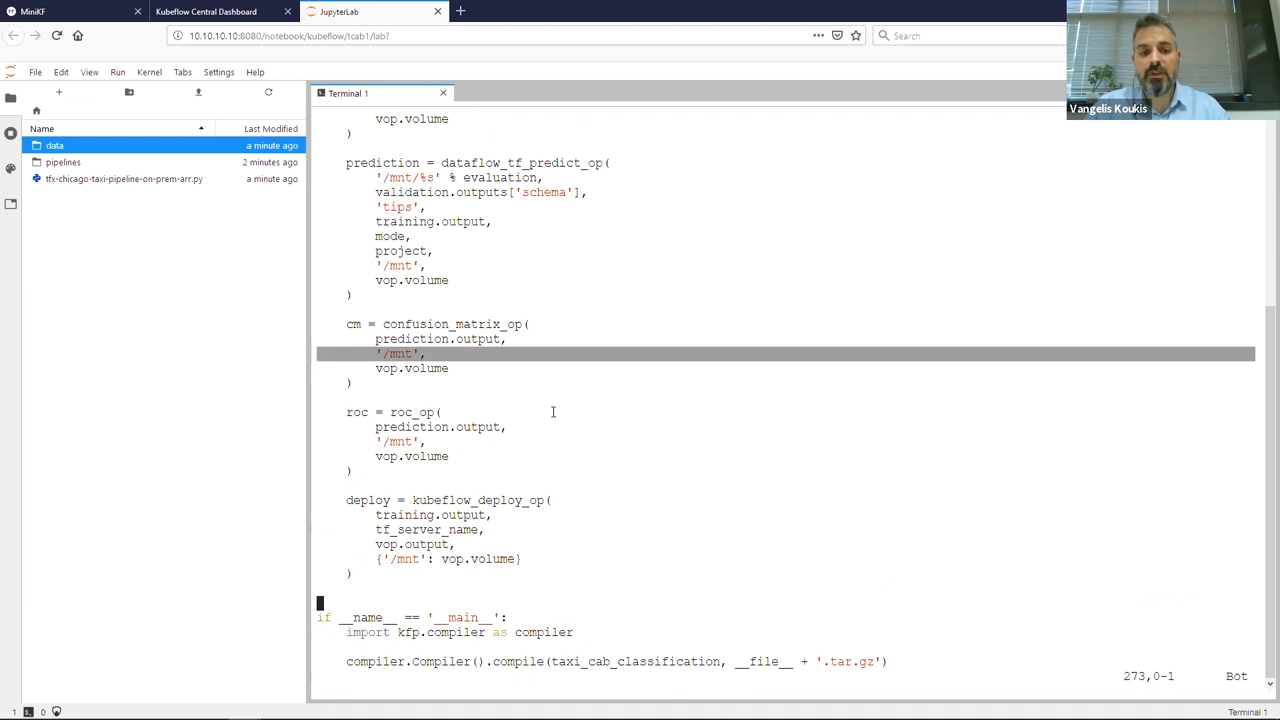 MiniKF
Kubeflow Central Dashboard
JupyterLab
10.10.10.10:8080/notebook/kubeflow/tcab1/lab?
Search
Vangelis Koukis
File Edit View Run Kernel Tabs Settings Help
Terminal 1
Name Last Modified
data a minute ago
pipelines 2 minutes ago
tfx-chicago-taxi-pipeline-on-prem-arr.py a minute ago
vop.volume
)
prediction = dataflow_tf_predict_op(
'/mnt/%s' % evaluation,
validation.outputs['schema'],
'tips',
training.output,
mode,
project,
'/mnt',
vop.volume
)
cm = confusion_matrix_op(
prediction.output,
'/mnt',
vop.volume
)
roc = roc_op(
prediction.output,
'/mnt',
vop.volume
)
deploy = kubeflow_deploy_op(
training.output,
tf_server_name,
vop.output,
{'/mnt': vop.volume}
)
if __name__ == '__main__':
import kfp.compiler as compiler
compiler.Compiler().compile(taxi_cab_classification, __file__ + '.tar.gz')
273,0-1 Bot
1 0 Terminal 1